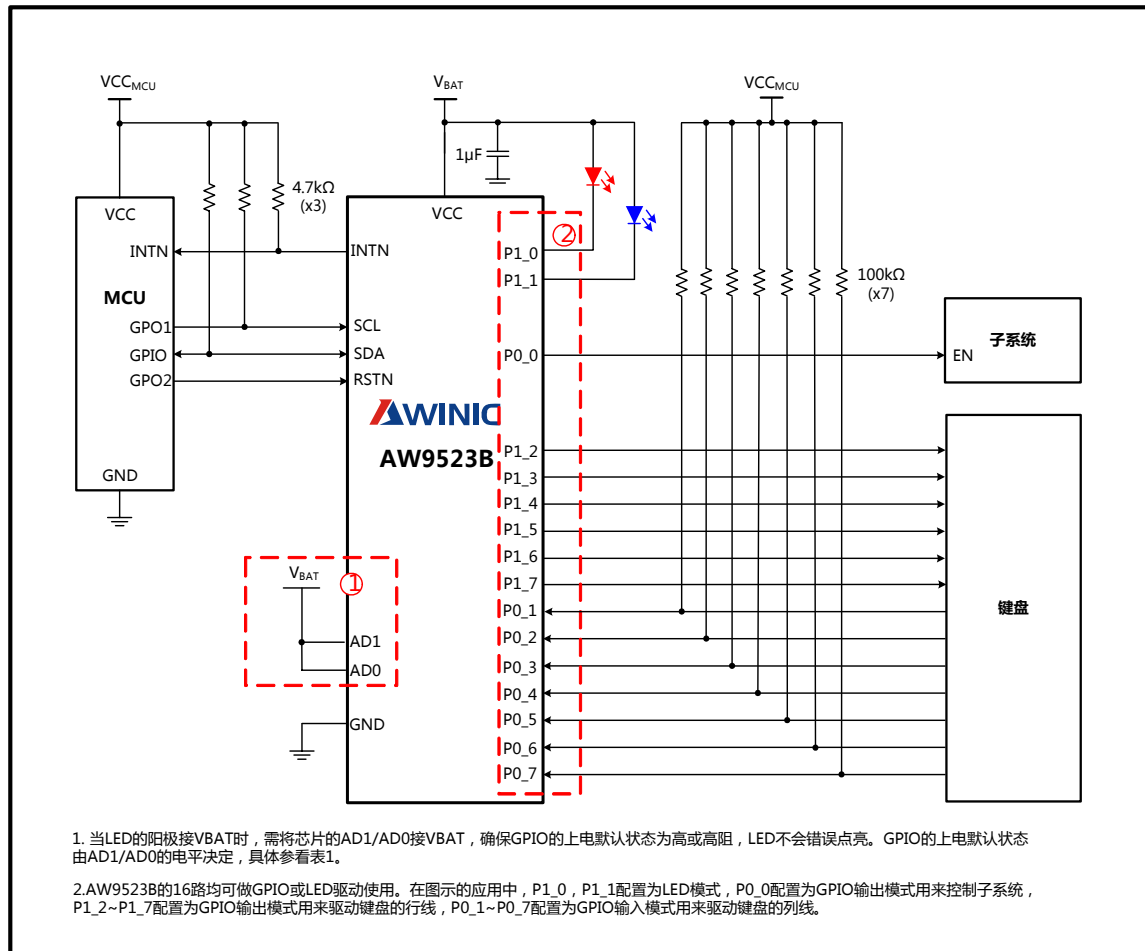 VCCMCU
VBAT
VCCMCU
1μF
4.7kΩ
(x3)
VCC
VCC
②
INTN
INTN
P1_0
P1_1
100kΩ
(x7)
MCU
GPO1
SCL
子系统
GPIO
SDA
P0_0
EN
GPO2
RSTN
AWINIC
AW9523B
P1_2
P1_3
GND
P1_4
P1_5
P1_6
VBAT
①
P1_7
P0_1
键盘
P0_2
AD1
P0_3
AD0
P0_4
P0_5
GND
P0_6
P0_7
1. 当LED的阳极接VBAT时，需将芯片的AD1/AD0接VBAT，确保GPIO的上电默认状态为高或高阻，LED不会错误点亮。GPIO的上电默认状态
由AD1/AD0的电平决定，具体参看表1。
2.AW9523B的16路均可做GPIO或LED驱动使用。在图示的应用中，P1_0，P1_1配置为LED模式，P0_0配置为GPIO输出模式用来控制子系统，
P1_2~P1_7配置为GPIO输出模式用来驱动键盘的行线，P0_1~P0_7配置为GPIO输入模式用来驱动键盘的列线。